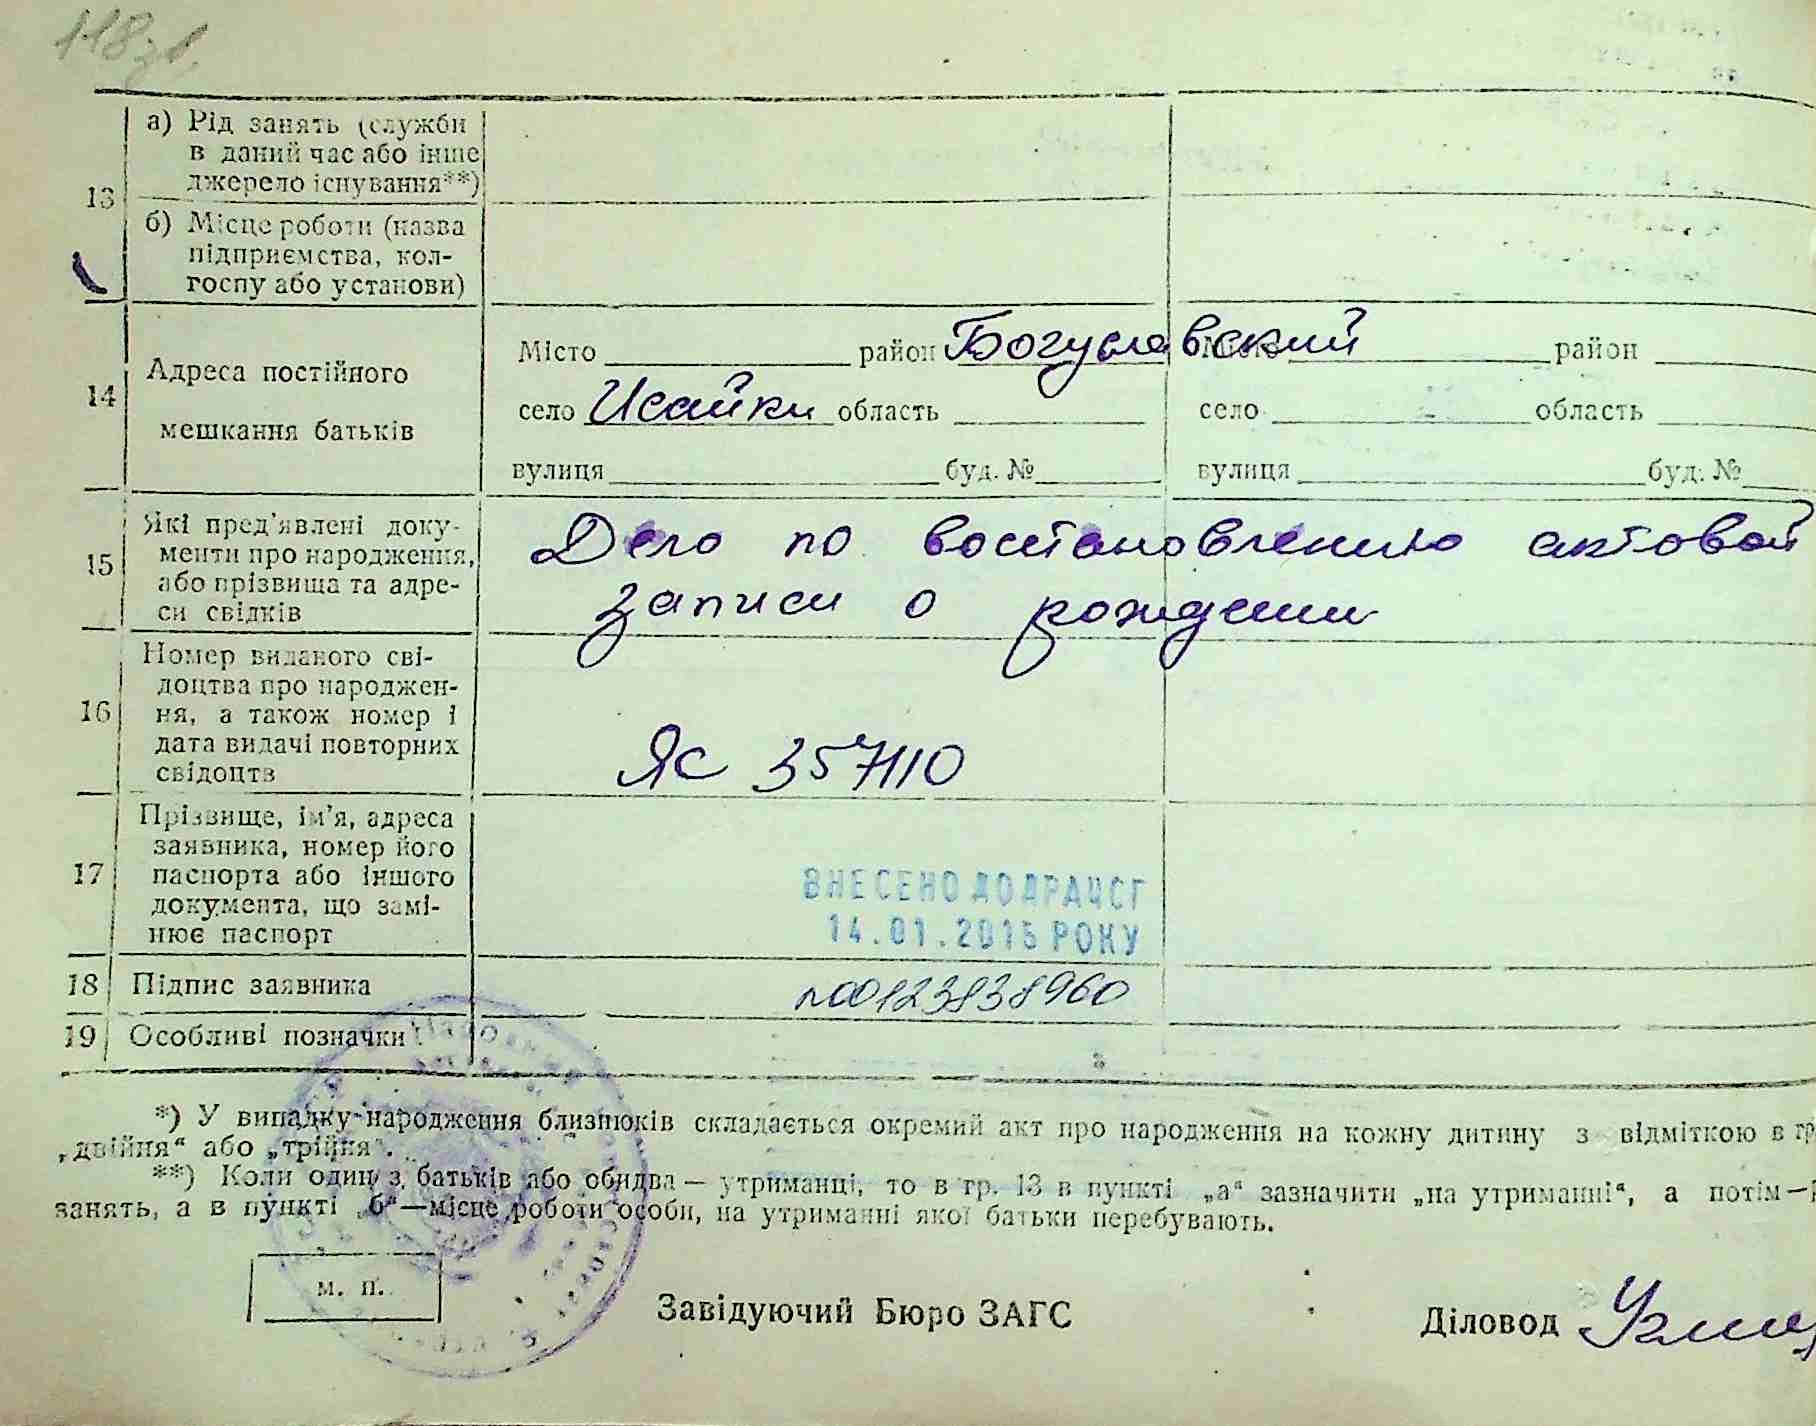 118зв.
13
а) Рід занять (служби
в даний час або інше
джерело існування**)
б) Місце роботи (назва
підприємства, кол-
госпу або установи)
14
Адреса постійного
мешкання батьків
Місто район Богуславский
село Исайки область
вулиця буд. №
Місто район
село область
вулиця буд. №
15
Які пред'явлені доку-
менти про народження,
або прізвища та адре-
си свідків
Дело по восстановлению актовой
записи о рождении
16
Номер виданого сві-
доцтва про народжен-
ня, а також номер і
дата видачі повторних
свідоцтв
ЯС 357110
17
Прізвище, ім'я, адреса
заявника, номер його
паспорта або іншого
документа, що замі-
нює паспорт
ВНЕСЕНО ДО ДРАЦСГ
14.01.2015 РОКУ
18 Підпис заявника
n00123838960
19 Особливі позначки
*) У випадку народження близнюків складається окремий акт про народження на кожну дитину з відміткою в гр
„двійня“ або „трійня“.
**) Коли один з батьків або обидва — утриманці, то в гр. 13 в пункті „а“ зазначити „на утриманні“, а потім —
занять, а в пункті „б“ — місце роботи особи, на утриманні якої батьки перебувають.
м. п.
Завідуючий Бюро ЗАГС
Діловод